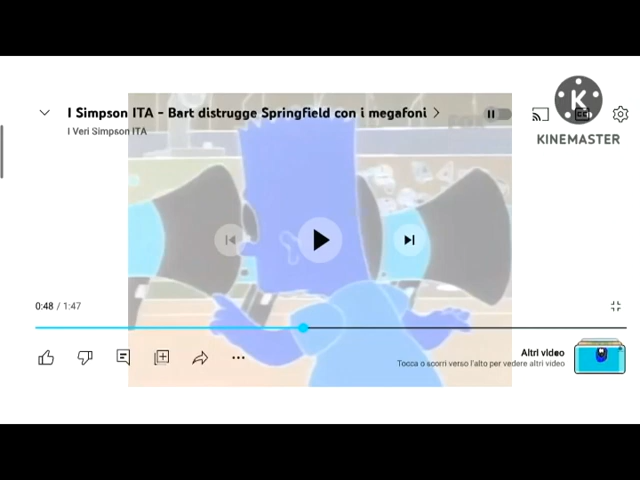 I Simpson ITA - Bart distrugge Springfield con i megafoni
I Veri Simpson ITA
K
KINEMASTER
0:48 / 1:47
Altri video
Tocca o scorri verso l'alto per vedere altri video